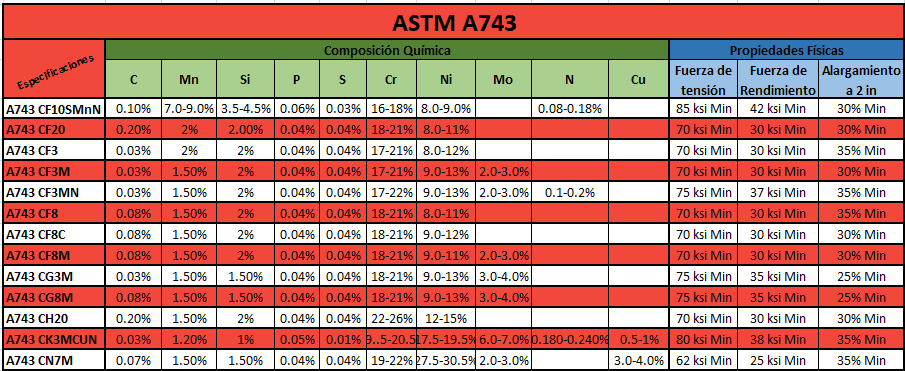 ASTM A743
Especificaciones Composición Química Propiedades Físicas
C Mn Si P S Cr Ni Mo N Cu Fuerza de tensión Fuerza de Rendimiento Alargamiento a 2 in
A743 CF10SMnN 0.10% 7.0-9.0% 3.5-4.5% 0.06% 0.03% 16-18% 8.0-9.0% 0.08-0.18% 85 ksi Min 42 ksi Min 30% Min
A743 CF20 0.20% 2% 2.00% 0.04% 0.04% 18-21% 8.0-11% 70 ksi Min 30 ksi Min 30% Min
A743 CF3 0.03% 2% 2% 0.04% 0.04% 17-21% 8.0-12% 70 ksi Min 30 ksi Min 35% Min
A743 CF3M 0.03% 1.50% 2% 0.04% 0.04% 17-21% 9.0-13% 2.0-3.0% 70 ksi Min 30 ksi Min 30% Min
A743 CF3MN 0.03% 1.50% 2% 0.04% 0.04% 17-22% 9.0-13% 2.0-3.0% 0.1-0.2% 75 ksi Min 37 ksi Min 35% Min
A743 CF8 0.08% 1.50% 2% 0.04% 0.04% 18-21% 8.0-11% 70 ksi Min 30 ksi Min 35% Min
A743 CF8C 0.08% 1.50% 2% 0.04% 0.04% 18-21% 9.0-12% 70 ksi Min 30 ksi Min 30% Min
A743 CF8M 0.08% 1.50% 2% 0.04% 0.04% 18-21% 9.0-12% 2.0-3.0% 70 ksi Min 30 ksi Min 30% Min
A743 CG3M 0.03% 1.50% 1.50% 0.04% 0.04% 18-21% 9.0-13% 3.0-4.0% 75 ksi Min 35 ksi Min 25% Min
A743 CG8M 0.08% 1.50% 1.50% 0.04% 0.04% 18-21% 9.0-13% 3.0-4.0% 75 ksi Min 35 ksi Min 25% Min
A743 CH20 0.20% 1.50% 2% 0.04% 0.04% 22-26% 12-15% 70 ksi Min 30 ksi Min 30% Min
A743 CK3MCUN 0.03% 1.20% 1% 0.05% 0.01% 9..5-20.5 17.5-19.5% 6.0-7.0% 0.180-0.240% 0.5-1% 80 ksi Min 38 ksi Min 35% Min
A743 CN7M 0.07% 1.50% 1.50% 0.04% 0.04% 19-22% 27.5-30.5% 2.0-3.0% 3.0-4.0% 62 ksi Min 25 ksi Min 35% Min